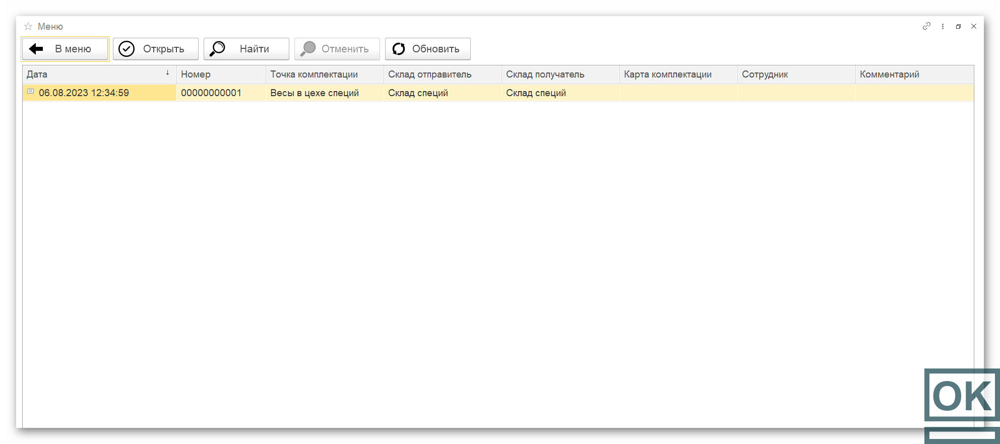 Меню
В меню Открыть Найти Отменить Обновить
Дата Номер Точка комплектации Склад отправитель Склад получатель Карта комплектации Сотрудник Комментарий
06.08.2023 12:34:59 00000000001 Весы в цехе специй Склад специй Склад специй
OK